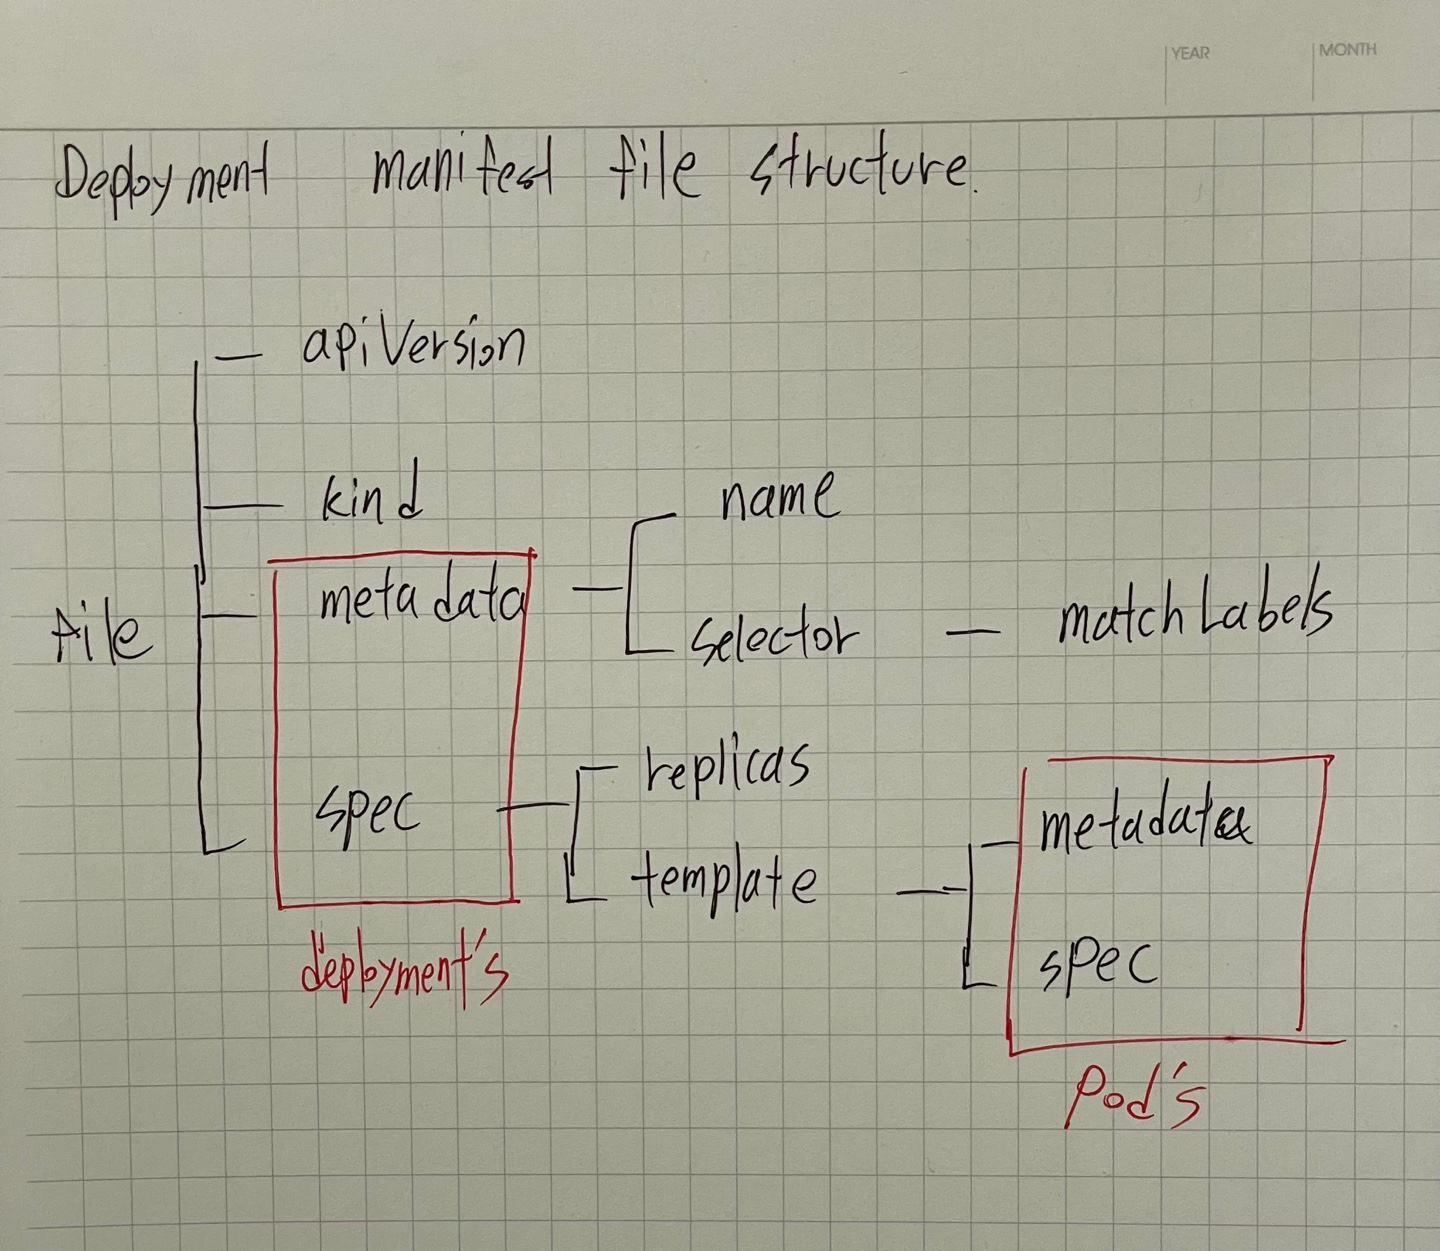 YEAR MONTH
Deployment manifest file structure.
apiVersion
kind
name
metadata
file
selector
matchLabels
replicas
spec
metadata
template
spec
deployment's
Pod's